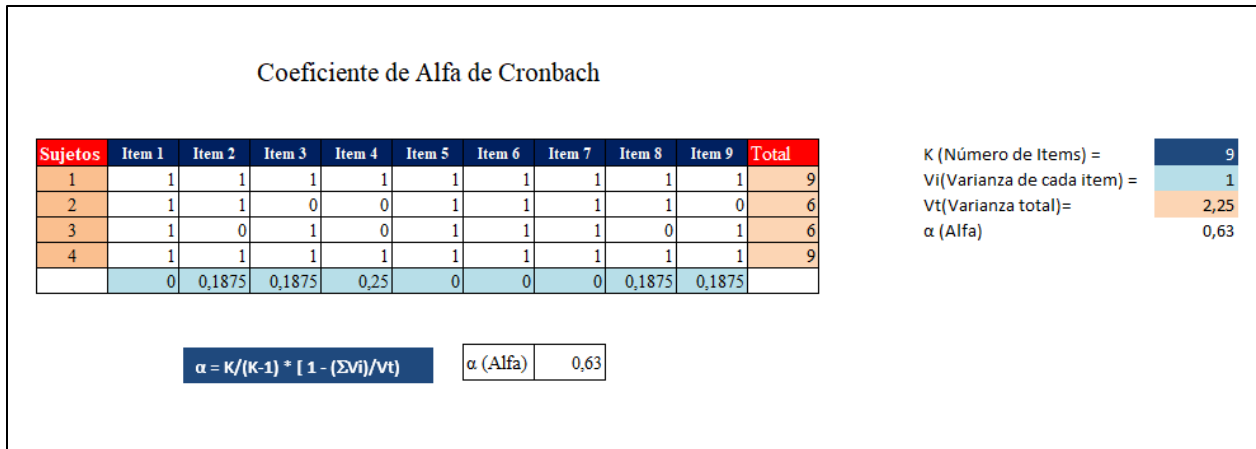 Coeficiente de Alfa de Cronbach
Sujetos Item 1 Item 2 Item 3 Item 4 Item 5 Item 6 Item 7 Item 8 Item 9 Total
1 1 1 1 1 1 1 1 1 1 9
2 1 1 0 0 1 1 1 1 0 6
3 1 0 1 0 1 1 1 0 1 6
4 1 1 1 1 1 1 1 1 1 9
0 0,1875 0,1875 0,25 0 0 0 0,1875 0,1875
K (Número de Items) = 9
Vi(Varianza de cada item) = 1
Vt(Varianza total)= 2,25
α (Alfa) 0,63
α = K/(K-1) * [ 1 - (ΣVi)/Vt)
α (Alfa) 0,63